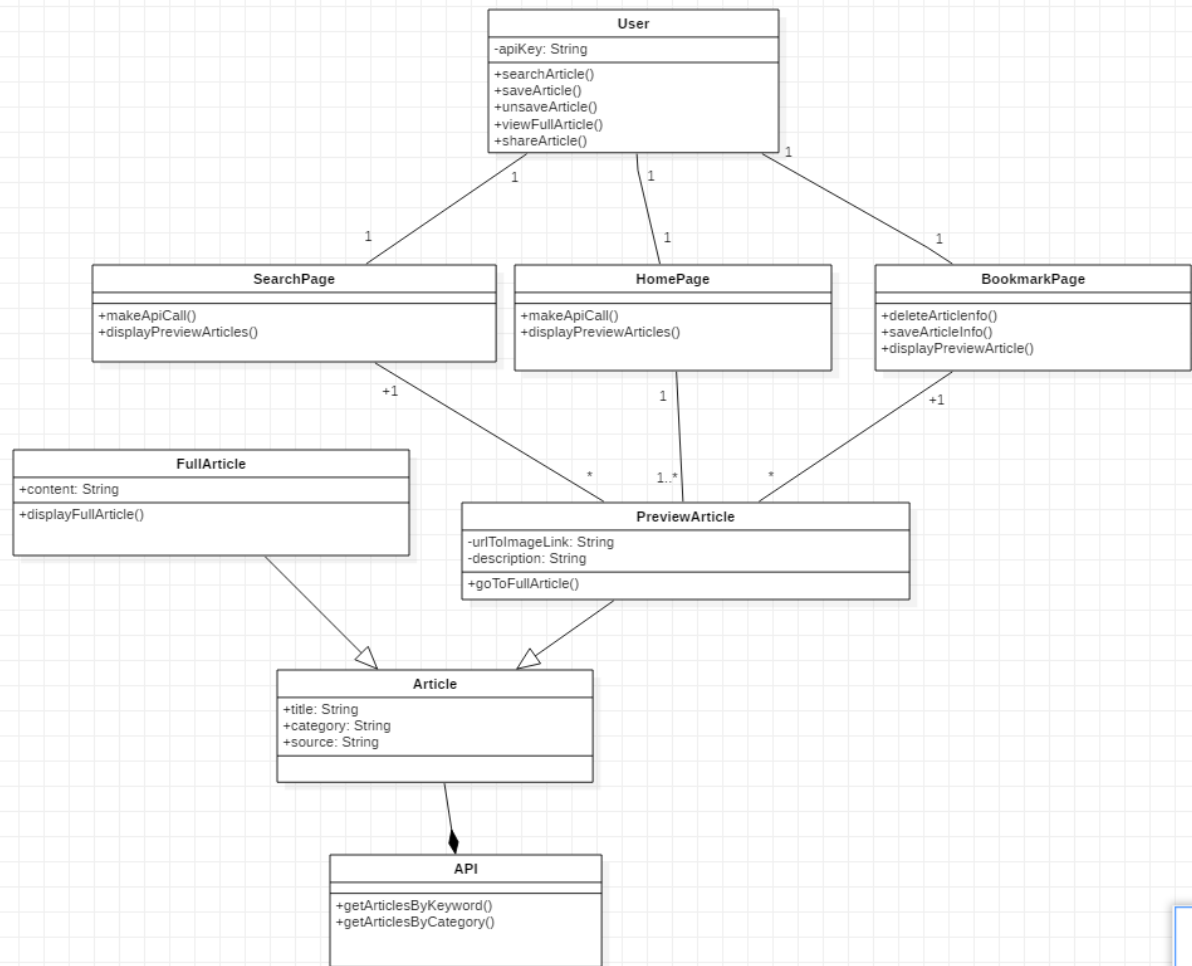 User
-apiKey: String
+searchArticle()
+saveArticle()
+unsaveArticle()
+viewFullArticle()
+shareArticle()
1
1
1
1
1
1
SearchPage
+makeApiCall()
+displayPreviewArticles()
HomePage
+makeApiCall()
+displayPreviewArticles()
BookmarkPage
+deleteArticlenfo()
+saveArticleInfo()
+displayPreviewArticle()
+1
1
+1
*
1..*
*
FullArticle
+content: String
+displayFullArticle()
PreviewArticle
-urlToImageLink: String
-description: String
+goToFullArticle()
Article
+title: String
+category: String
+source: String
API
+getArticlesByKeyword()
+getArticlesByCategory()